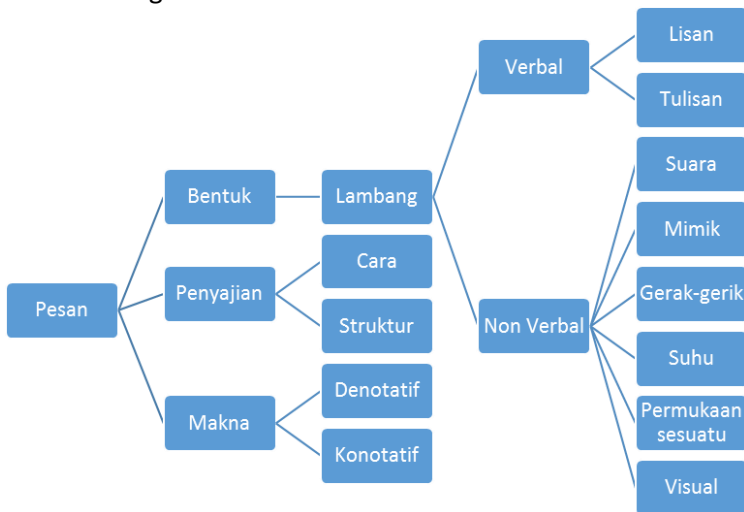 Lisan
Verbal
Tulisan
Suara
Bentuk
Lambang
Mimik
Cara
Penyajian
Gerak-gerik
Pesan
Struktur
Non Verbal
Suhu
Denotatif
Makna
Permukaan
sesuatu
Konotatif
Visual